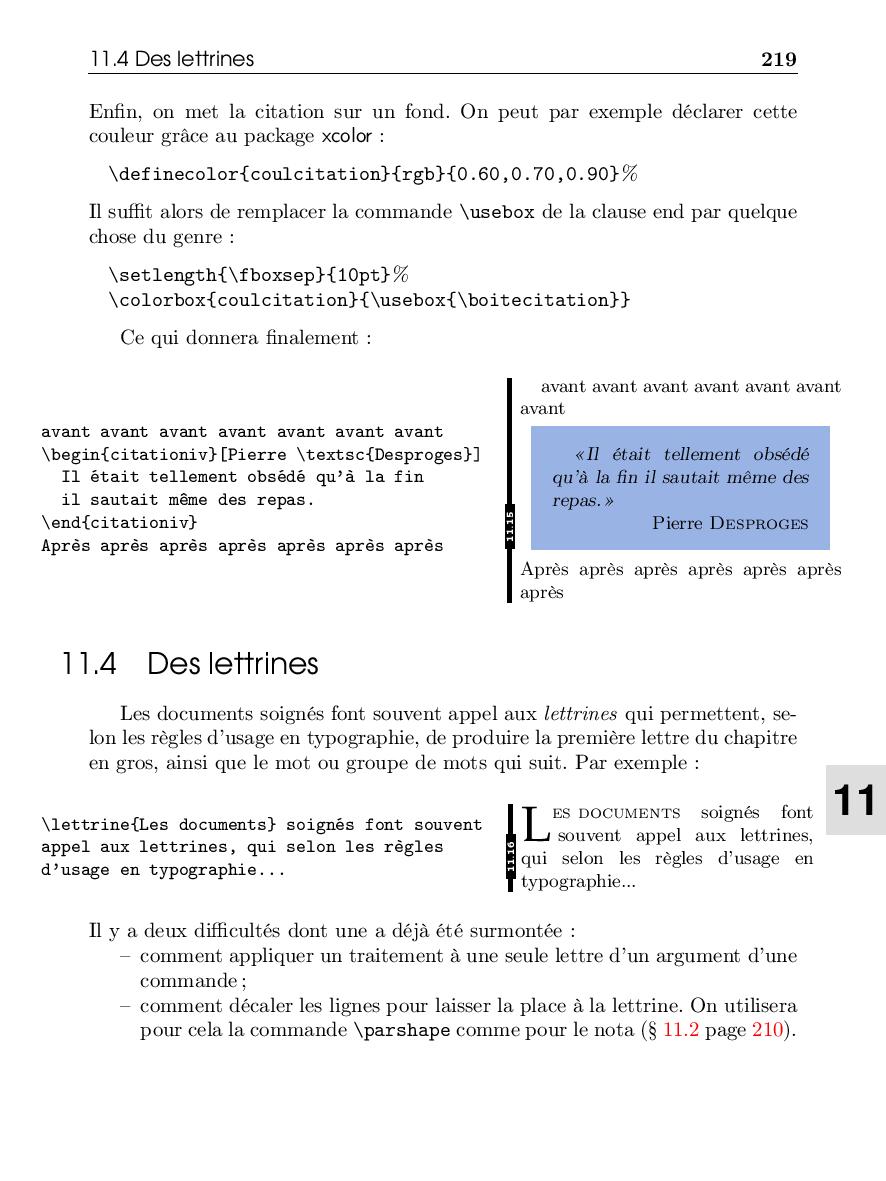 11.4 Des lettrines 219
Enfin, on met la citation sur un fond. On peut par exemple déclarer cette
couleur grâce au package xcolor :
\definecolor{coulcitation}{rgb}{0.60,0.70,0.90}%
Il suffit alors de remplacer la commande \usebox de la clause end par quelque
chose du genre :
\setlength{\fboxsep}{10pt}%
\colorbox{coulcitation}{\usebox{\boitecitation}}
Ce qui donnera finalement :
avant avant avant avant avant avant avant
\begin{citationiv}[Pierre \textsc{Desproges}]
Il était tellement obsédé qu'à la fin
il sautait même des repas.
\end{citationiv}
Après après après après après après après
11.15
avant avant avant avant avant avant
avant
« Il était tellement obsédé
qu'à la fin il sautait même des
repas. »
Pierre DESPROGES
Après après après après après après
après
11.4 Des lettrines
Les documents soignés font souvent appel aux lettrines qui permettent, se-
lon les règles d'usage en typographie, de produire la première lettre du chapitre
en gros, ainsi que le mot ou groupe de mots qui suit. Par exemple :
\lettrine{Les documents} soignés font souvent
appel aux lettrines, qui selon les règles
d'usage en typographie...
11.16
LES DOCUMENTS soignés font
souvent appel aux lettrines,
qui selon les règles d'usage en
typographie...
11
Il y a deux difficultés dont une a déjà été surmontée :
– comment appliquer un traitement à une seule lettre d'un argument d'une
commande ;
– comment décaler les lignes pour laisser la place à la lettrine. On utilisera
pour cela la commande \parshape comme pour le nota (§ 11.2 page 210).